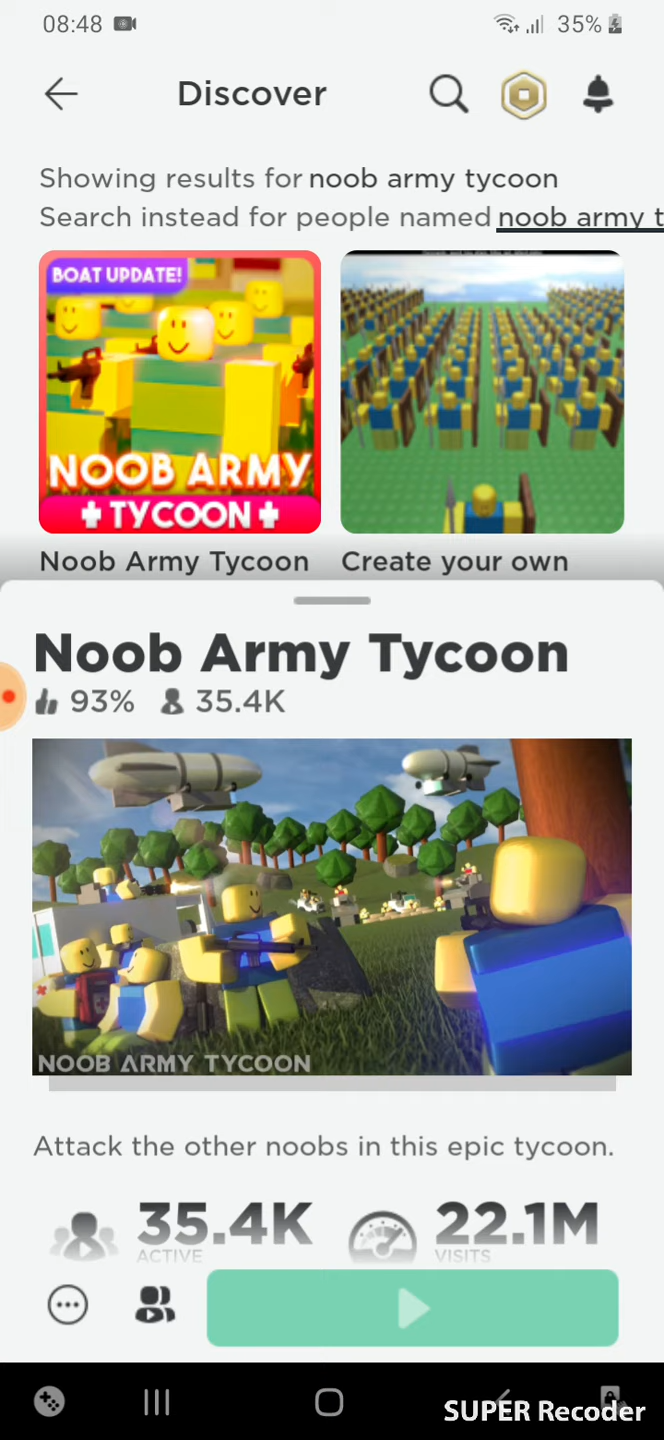 08:48
35%
Discover
Showing results for noob army tycoon
Search instead for people named noob army t
BOAT UPDATE!
NOOB ARMY
TYCOON
Noob Army Tycoon
Create your own
Noob Army Tycoon
93% 35.4K
NOOB ARMY TYCOON
Attack the other noobs in this epic tycoon.
35.4K
ACTIVE
22.1M
VISITS
SUPER Recoder